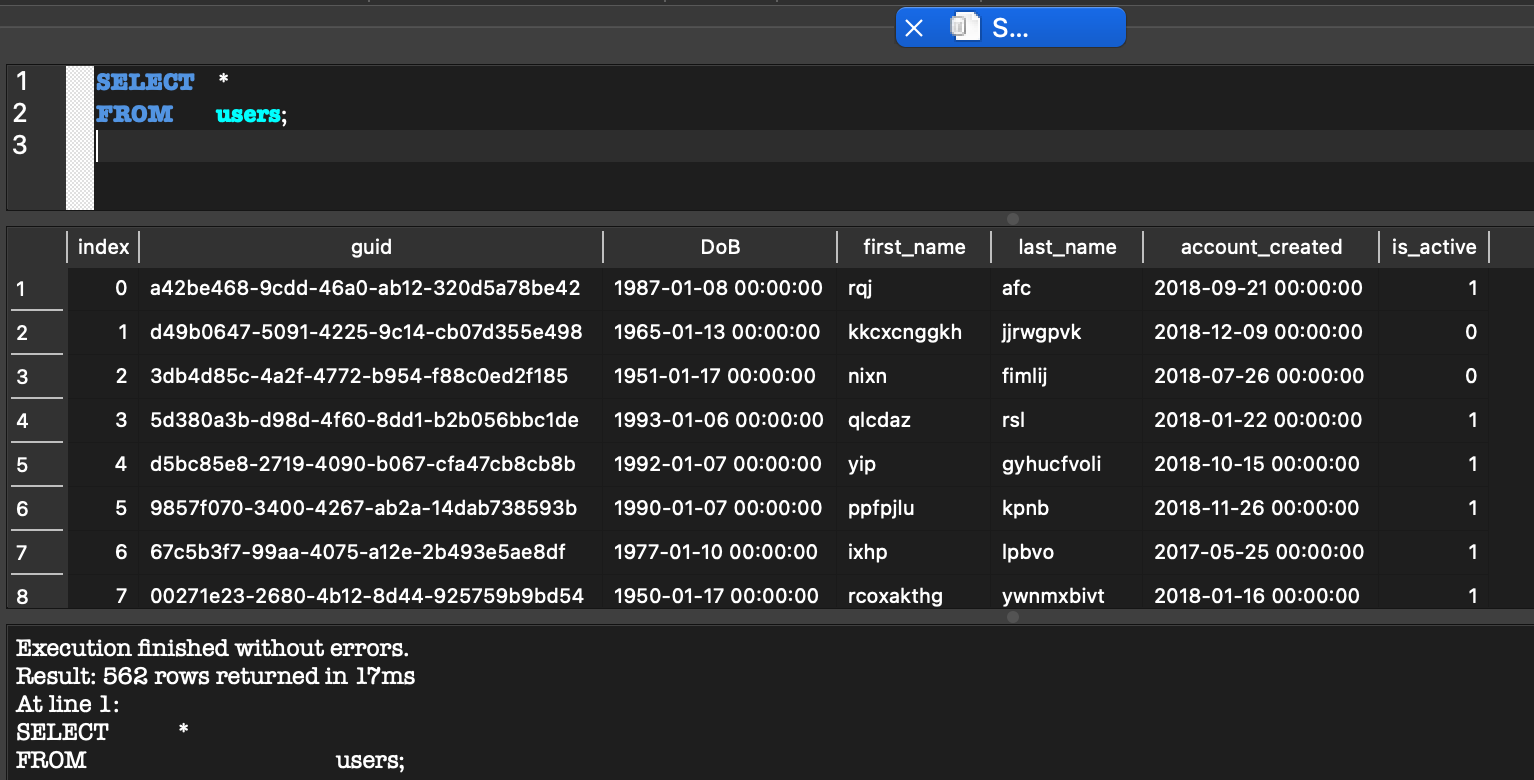 S...
1 SELECT *
2 FROM users;
3
index guid DoB first_name last_name account_created is_active
1 0 a42be468-9cdd-46a0-ab12-320d5a78be42 1987-01-08 00:00:00 rqj afc 2018-09-21 00:00:00 1
2 1 d49b0647-5091-4225-9c14-cb07d355e498 1965-01-13 00:00:00 kkcxcnggkh jjrwgpvk 2018-12-09 00:00:00 0
3 2 3db4d85c-4a2f-4772-b954-f88c0ed2f185 1951-01-17 00:00:00 nixn fimlij 2018-07-26 00:00:00 0
4 3 5d380a3b-d98d-4f60-8dd1-b2b056bbc1de 1993-01-06 00:00:00 qlcdaz rsl 2018-01-22 00:00:00 1
5 4 d5bc85e8-2719-4090-b067-cfa47cb8cb8b 1992-01-07 00:00:00 yip gyhucfvoli 2018-10-15 00:00:00 1
6 5 9857f070-3400-4267-ab2a-14dab738593b 1990-01-07 00:00:00 ppfpjlu kpnb 2018-11-26 00:00:00 1
7 6 67c5b3f7-99aa-4075-a12e-2b493e5ae8df 1977-01-10 00:00:00 ixhp lpbvo 2017-05-25 00:00:00 1
8 7 00271e23-2680-4b12-8d44-925759b9bd54 1950-01-17 00:00:00 rcoxakthg ywnmxbivt 2018-01-16 00:00:00 1
Execution finished without errors.
Result: 562 rows returned in 17ms
At line 1:
SELECT *
FROM users;